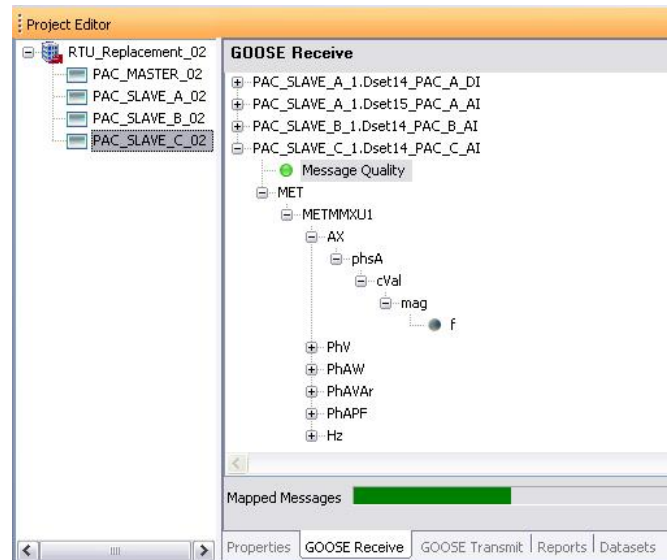 Project Editor
RTU_Replacement_02
PAC_MASTER_02
PAC_SLAVE_A_02
PAC_SLAVE_B_02
PAC_SLAVE_C_02
GOOSE Receive
PAC_SLAVE_A_1.Dset14_PAC_A_DI
PAC_SLAVE_A_1.Dset15_PAC_A_AI
PAC_SLAVE_B_1.Dset14_PAC_B_AI
PAC_SLAVE_C_1.Dset14_PAC_C_AI
Message Quality
MET
METMMXU1
AX
phsA
cVal
mag
f
PhV
PhAW
PhAVAr
PhAPF
Hz
Mapped Messages
Properties GOOSE Receive GOOSE Transmit Reports Datasets